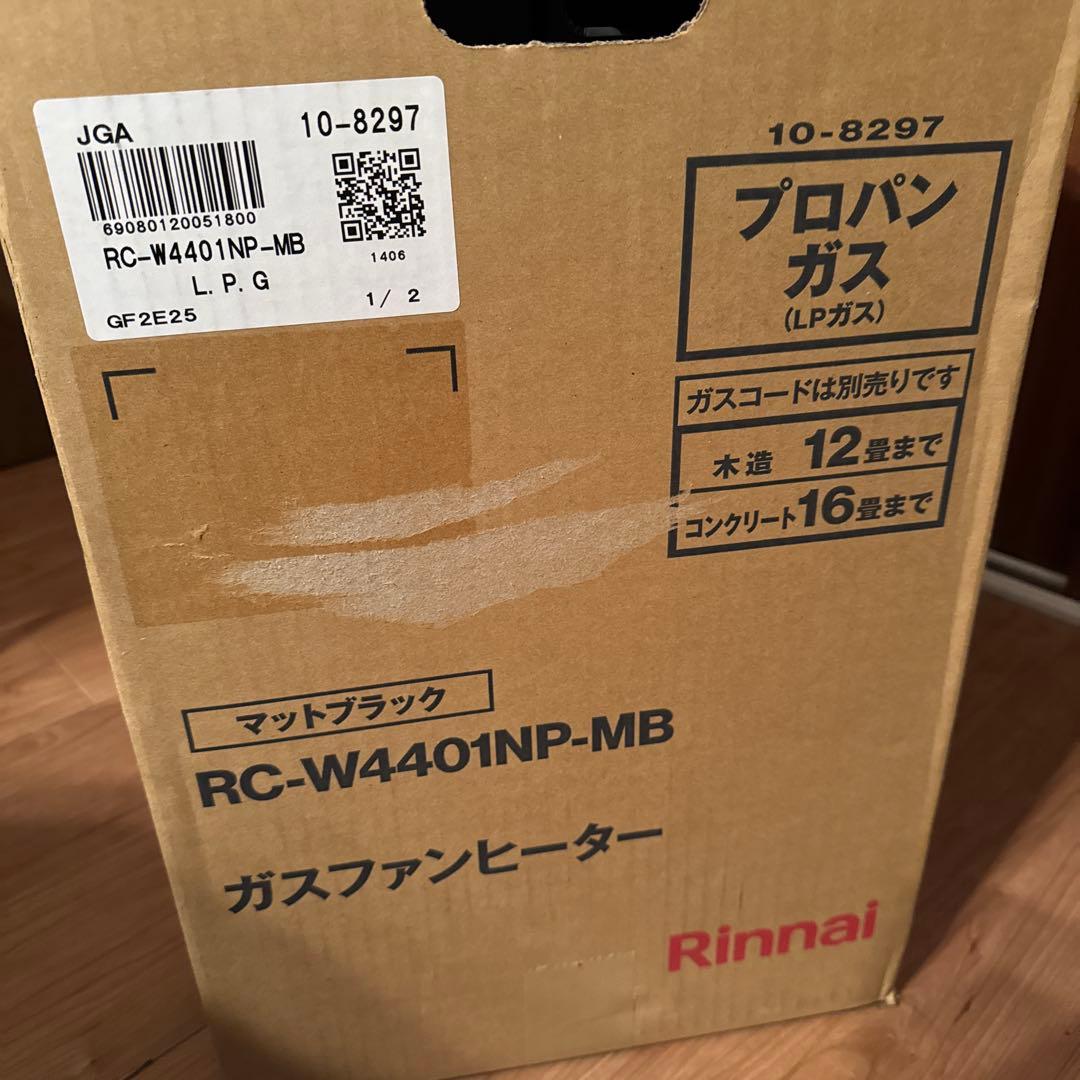 JGA
10-8297
69080120051800
RC-W4401NP-MB
1406
L.P.G
1/ 2
GF2E25
10-8297
プロパン
ガス
(LPガス)
ガスコードは別売りです
木造 12畳まで
コンクリート16畳まで
マットブラック
RC-W4401NP-MB
ガスファンヒーター
Rinnai